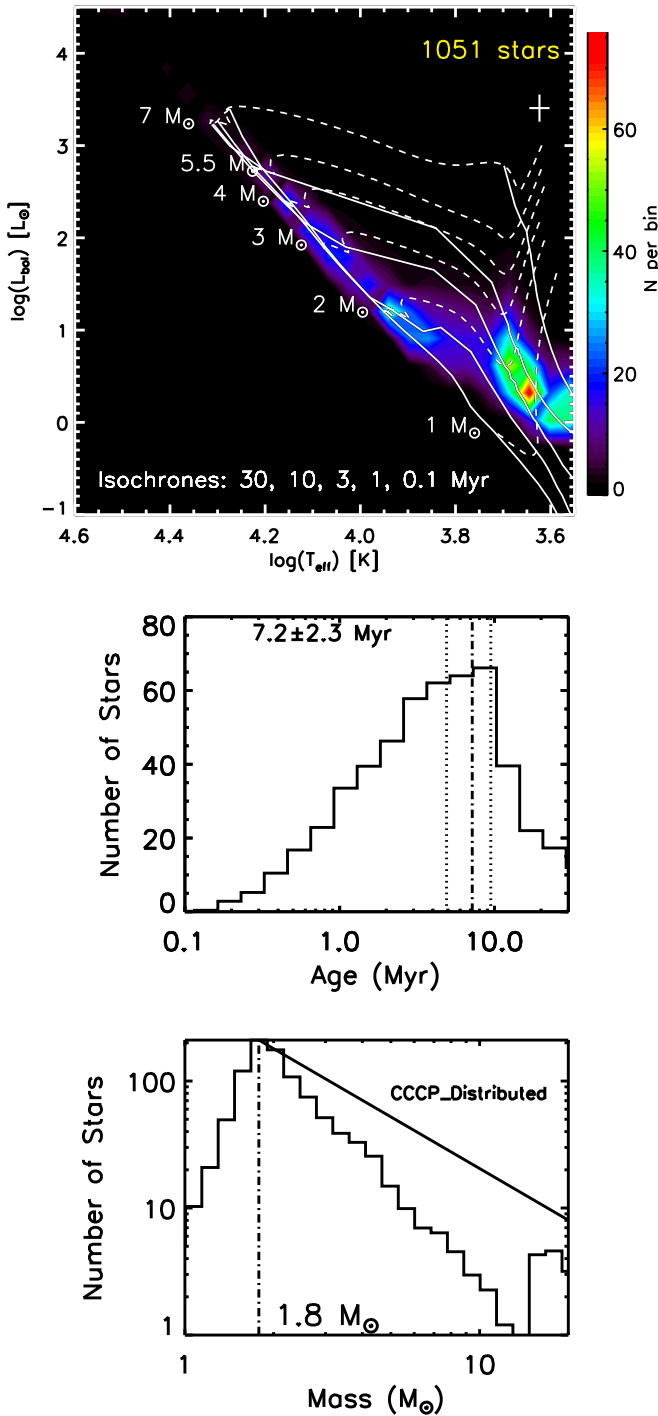 1051 stars
4
3
2
1
0
−1
log(L_bol) [L⊙]
7 M⊙
5.5 M⊙
4 M⊙
3 M⊙
2 M⊙
1 M⊙
Isochrones: 30, 10, 3, 1, 0.1 Myr
4.6 4.4 4.2 4.0 3.8 3.6
log(T_eff) [K]
60
40
20
0
N per bin
7.2±2.3 Myr
80
60
40
20
0
Number of Stars
0.1 1.0 10.0
Age (Myr)
CCCP_Distributed
100
10
1
Number of Stars
1.8 M⊙
1 10
Mass (M⊙)